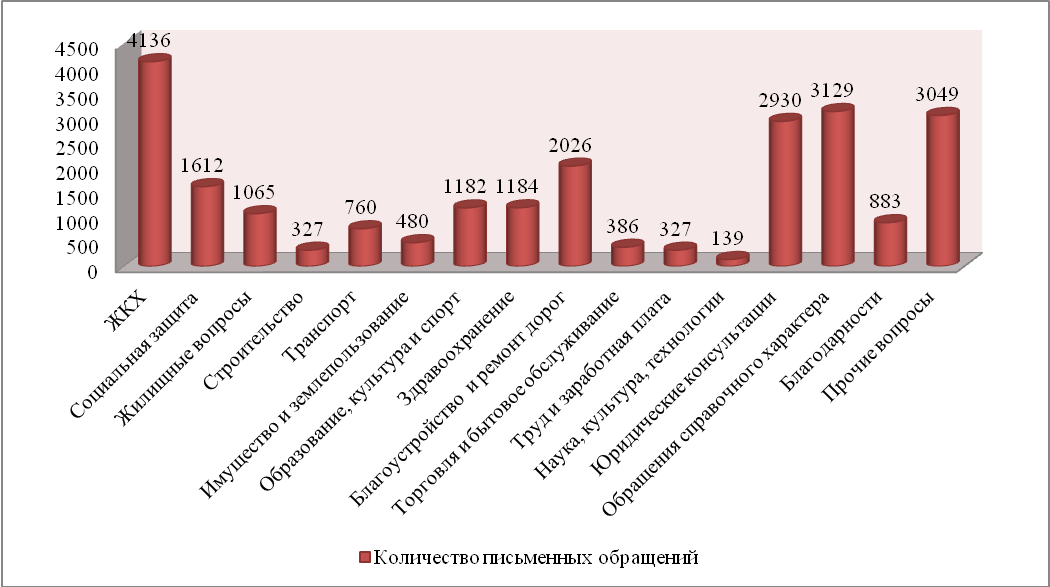 4500
4000
3500
3000
2500
2000
1500
1000
500
0
4136
1612
1065
327
760
480
1182
1184
2026
386
327
139
2930
3129
883
3049
ЖКХ
Социальная защита
Жилищные вопросы
Строительство
Транспорт
Имущество и землепользование
Образование, культура и спорт
Здравоохранение
Благоустройство и ремонт дорог
Торговля и бытовое обслуживание
Труд и заработная плата
Наука, культура, технологии
Юридические консультации
Обращения справочного характера
Благодарности
Прочие вопросы
Количество письменных обращений